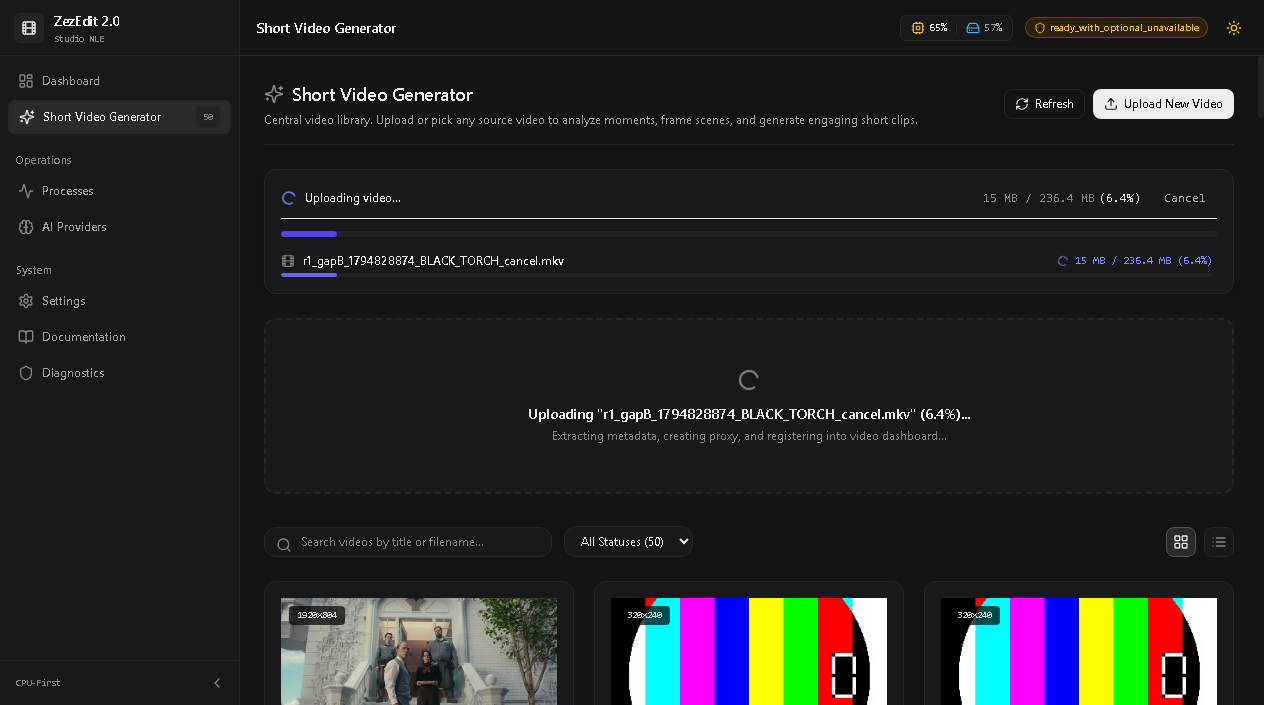 ZezEdit 2.0
Studio NLE
Dashboard
Short Video Generator 50
Operations
Processes
AI Providers
System
Settings
Documentation
Diagnostics
CPU-First
Short Video Generator
65% 57% ready_with_optional_unavailable
Short Video Generator
Central video library. Upload or pick any source video to analyze moments, frame scenes, and generate engaging short clips.
Refresh Upload New Video
Uploading video... 15 MB / 236.4 MB (6.4%) Cancel
r1_gapB_1794828874_BLACK_TORCH_cancel.mkv 15 MB / 236.4 MB (6.4%)
Uploading "r1_gapB_1794828874_BLACK_TORCH_cancel.mkv" (6.4%)...
Extracting metadata, creating proxy, and registering into video dashboard...
Search videos by title or filename... All Statuses (50)
1920x804 320x240 320x240